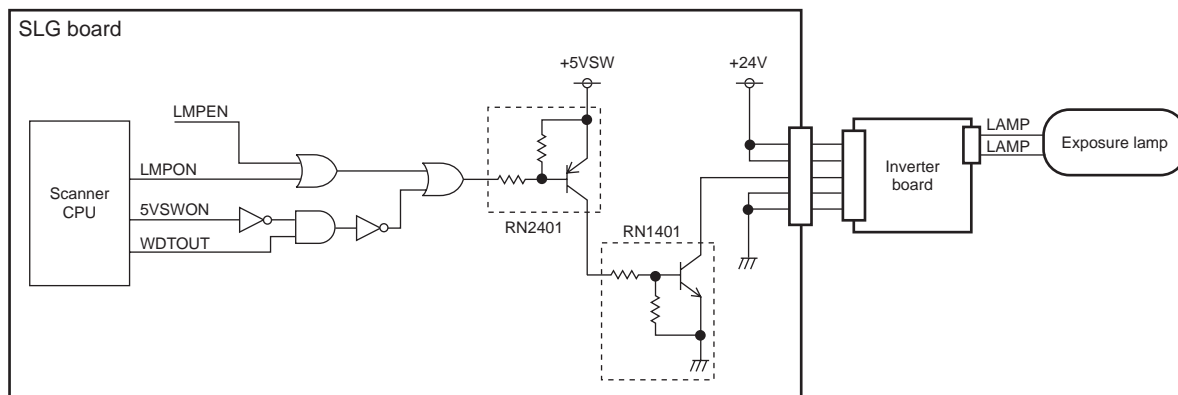 SLG board
+5VSW
+24V
LMPEN
LMPON
5VSWON
WDTOUT
Scanner
CPU
RN2401
RN1401
Inverter
board
LAMP
LAMP
Exposure lamp